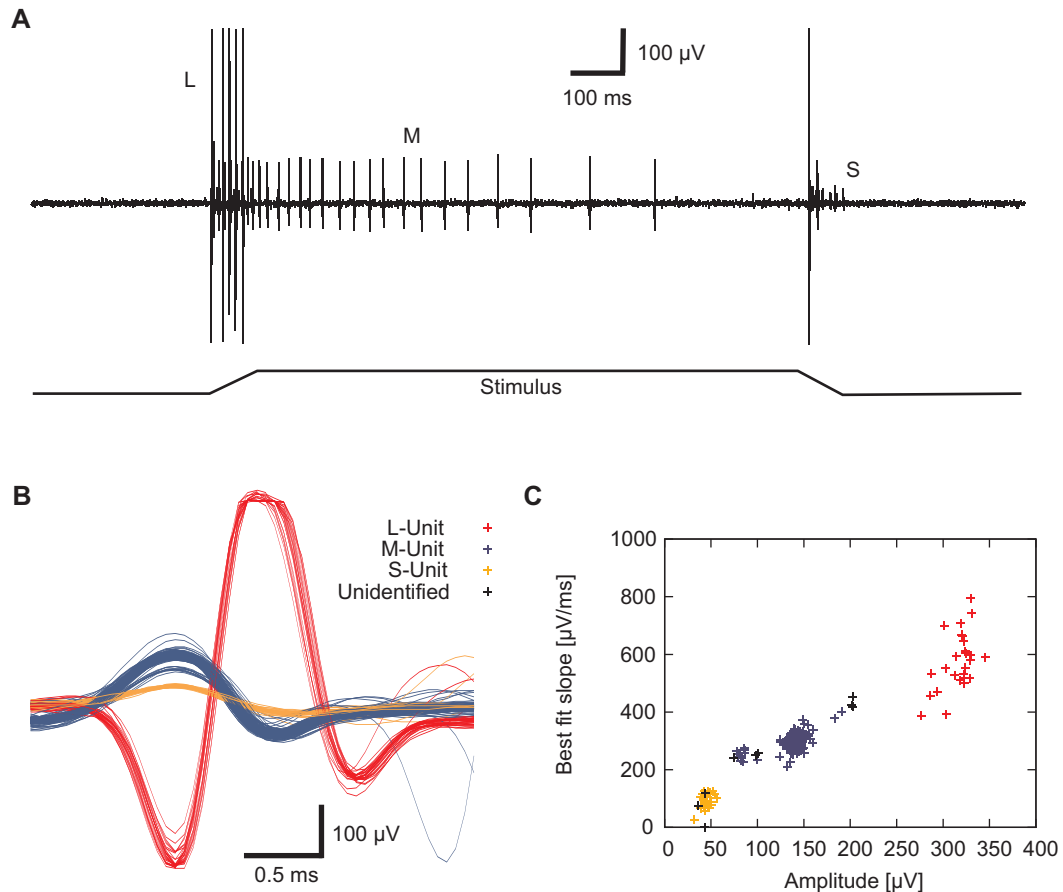 A
L
M
S
100 µV
100 ms
Stimulus
B
L-Unit
M-Unit
S-Unit
Unidentified
100 µV
0.5 ms
C
Best fit slope [µV/ms]
1000
800
600
400
200
0
0 50 100 150 200 250 300 350 400
Amplitude [µV]